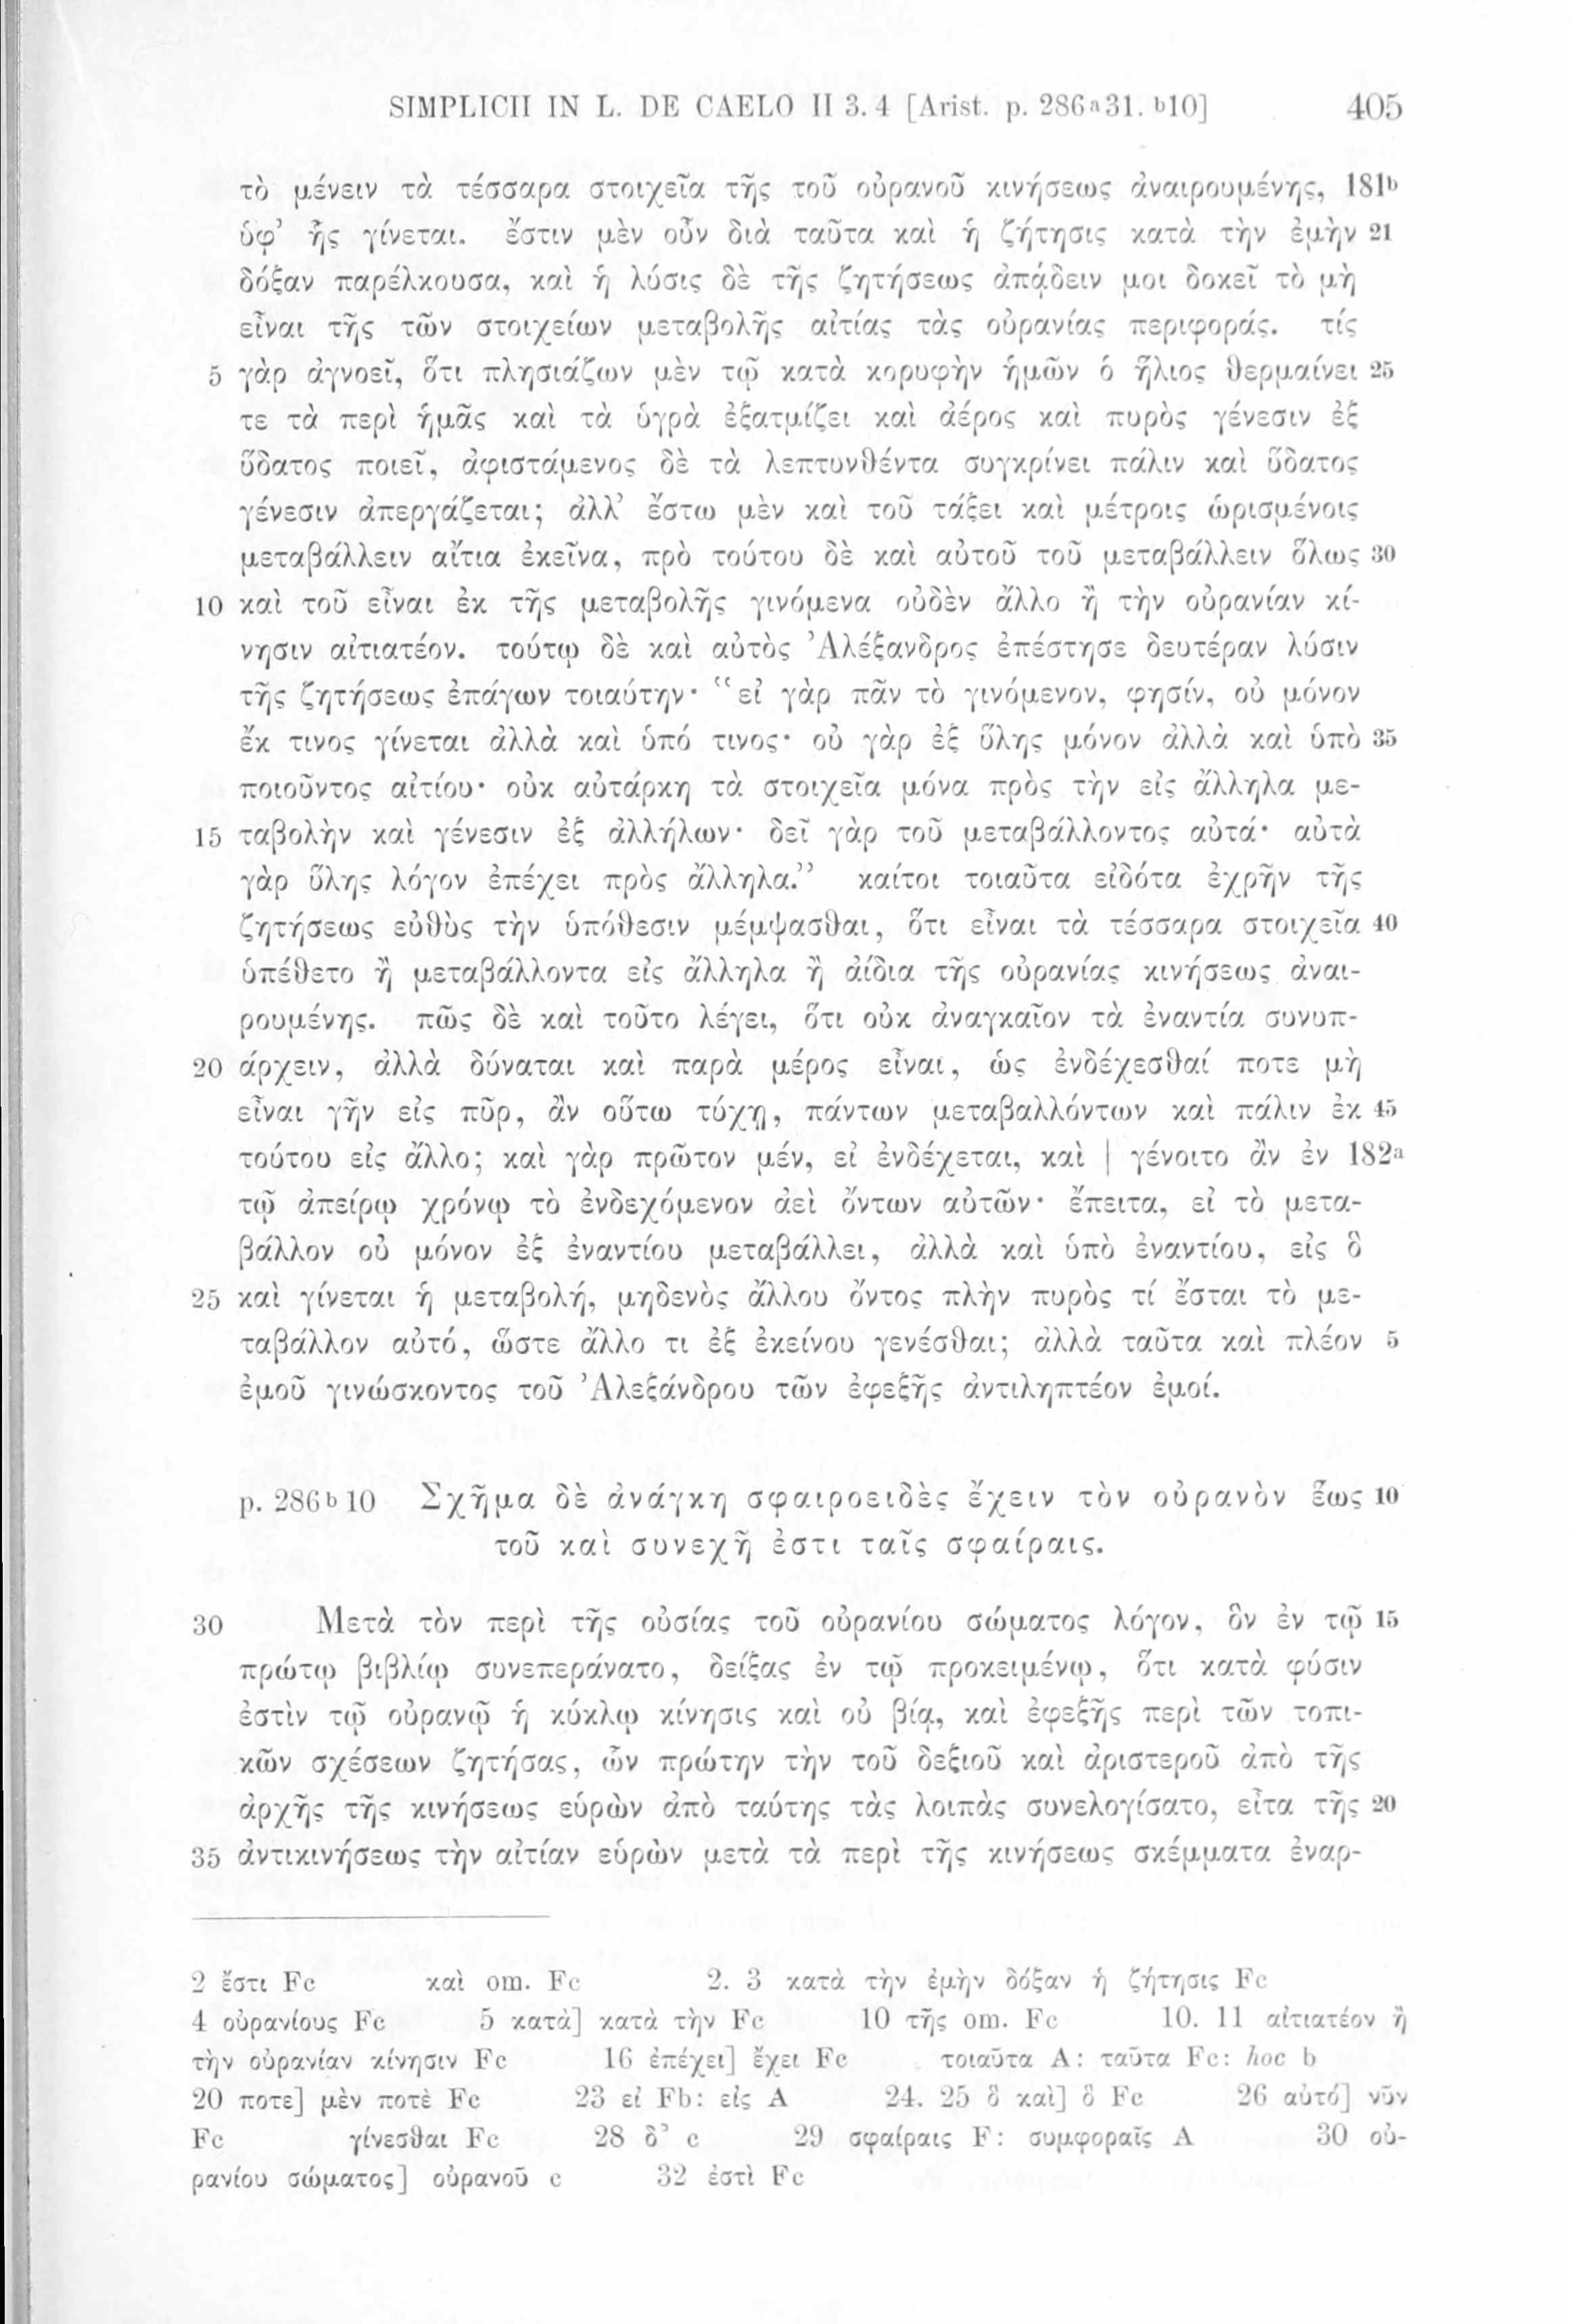 SIMPLICII IN L. DE CAELO II 3. 4 [Arist. p. 286ᵃ31. ᵇ10] 405
τὸ μένειν τὰ τέσσαρα στοιχεῖα τῆς τοῦ οὐρανοῦ κινήσεως ἀναιρουμένης, 181ᵇ
ὑφ’ ἧς γίνεται. ἔστιν μὲν οὖν διὰ ταῦτα καὶ ἡ ζήτησις κατὰ τὴν ἐμὴν 21
δόξαν παρέλκουσα, καὶ ἡ λύσις δὲ τῆς ζητήσεως ἀπᾴδειν μοι δοκεῖ τὸ μὴ
εἶναι τῆς τῶν στοιχείων μεταβολῆς αἰτίας τὰς οὐρανίας περιφοράς. τίς
5 γὰρ ἀγνοεῖ, ὅτι πλησιάζων μὲν τῷ κατὰ κορυφὴν ἡμῶν ὁ ἥλιος θερμαίνει 25
τε τὰ περὶ ἡμᾶς καὶ τὰ ὑγρὰ ἐξατμίζει καὶ ἀέρος καὶ πυρὸς γένεσιν ἐξ
ὕδατος ποιεῖ, ἀφιστάμενος δὲ τὰ λεπτυνθέντα συγκρίνει πάλιν καὶ ὕδατος
γένεσιν ἀπεργάζεται; ἀλλ’ ἔστω μὲν καὶ τοῦ τάξει καὶ μέτροις ὡρισμένοις
μεταβάλλειν αἴτια ἐκεῖνα, πρὸ τούτου δὲ καὶ αὐτοῦ τοῦ μεταβάλλειν ὅλως 30
10 καὶ τοῦ εἶναι ἐκ τῆς μεταβολῆς γινόμενα οὐδὲν ἄλλο ἢ τὴν οὐρανίαν κί-
νησιν αἰτιατέον. τούτῳ δὲ καὶ αὐτὸς Ἀλέξανδρος ἐπέστησε δευτέραν λύσιν
τῆς ζητήσεως ἐπάγων τοιαύτην· “εἰ γὰρ πᾶν τὸ γινόμενον, φησίν, οὐ μόνον
ἔκ τινος γίνεται ἀλλὰ καὶ ὑπό τινος· οὐ γὰρ ἐξ ὕλης μόνον ἀλλὰ καὶ ὑπὸ 35
ποιοῦντος αἰτίου· οὐκ αὐτάρκη τὰ στοιχεῖα μόνα πρὸς τὴν εἰς ἄλληλα με-
15 ταβολὴν καὶ γένεσιν ἐξ ἀλλήλων· δεῖ γὰρ τοῦ μεταβάλλοντος αὐτά· αὐτὰ
γὰρ ὕλης λόγον ἐπέχει πρὸς ἄλληλα.” καίτοι τοιαῦτα εἰδότα ἐχρῆν τῆς
ζητήσεως εὐθὺς τὴν ὑπόθεσιν μέμψασθαι, ὅτι εἶναι τὰ τέσσαρα στοιχεῖα 40
ὑπέθετο ἢ μεταβάλλοντα εἰς ἄλληλα ἢ ἀίδια τῆς οὐρανίας κινήσεως ἀναι-
ρουμένης. πῶς δὲ καὶ τοῦτο λέγει, ὅτι οὐκ ἀναγκαῖον τὰ ἐναντία συνυπ-
20 άρχειν, ἀλλὰ δύναται καὶ παρὰ μέρος εἶναι, ὡς ἐνδέχεσθαί ποτε μὴ
εἶναι γῆν εἰς πῦρ, ἂν οὕτω τύχῃ, πάντων μεταβαλλόντων καὶ πάλιν ἐκ 45
τούτου εἰς ἄλλο; καὶ γὰρ πρῶτον μέν, εἰ ἐνδέχεται, καὶ | γένοιτο ἂν ἐν 182ᵃ
τῷ ἀπείρῳ χρόνῳ τὸ ἐνδεχόμενον ἀεὶ ὄντων αὐτῶν· ἔπειτα, εἰ τὸ μετα-
βάλλον οὐ μόνον ἐξ ἐναντίου μεταβάλλει, ἀλλὰ καὶ ὑπὸ ἐναντίου, εἰς ὃ
25 καὶ γίνεται ἡ μεταβολή, μηδενὸς ἄλλου ὄντος πλὴν πυρὸς τί ἔσται τὸ με-
ταβάλλον αὐτό, ὥστε ἄλλο τι ἐξ ἐκείνου γενέσθαι; ἀλλὰ ταῦτα καὶ πλέον 5
ἐμοῦ γινώσκοντος τοῦ Ἀλεξάνδρου τῶν ἐφεξῆς ἀντιληπτέον ἐμοί.
p. 286ᵇ10 Σχῆμα δὲ ἀνάγκη σφαιροειδὲς ἔχειν τὸν οὐρανὸν ἕως 10
τοῦ καὶ συνεχῆ ἐστι ταῖς σφαίραις.
30 Μετὰ τὸν περὶ τῆς οὐσίας τοῦ οὐρανίου σώματος λόγον, ὃν ἐν τῷ 15
πρώτῳ βιβλίῳ συνεπεράνατο, δείξας ἐν τῷ προκειμένῳ, ὅτι κατὰ φύσιν
ἐστὶν τῷ οὐρανῷ ἡ κύκλῳ κίνησις καὶ οὐ βίᾳ, καὶ ἐφεξῆς περὶ τῶν τοπι-
κῶν σχέσεων ζητήσας, ὧν πρώτην τὴν τοῦ δεξιοῦ καὶ ἀριστεροῦ ἀπὸ τῆς
ἀρχῆς τῆς κινήσεως εὑρὼν ἀπὸ ταύτης τὰς λοιπὰς συνελογίσατο, εἶτα τῆς 20
35 ἀντικινήσεως τὴν αἰτίαν εὑρὼν μετὰ τὰ περὶ τῆς κινήσεως σκέμματα ἐναρ-
2 ἔστι Fc καὶ om. Fc 2. 3 κατὰ τὴν ἐμὴν δόξαν ἡ ζήτησις Fc
4 οὐρανίους Fc 5 κατὰ] κατὰ τὴν Fc 10 τῆς om. Fc 10. 11 αἰτιατέον ἢ
τὴν οὐρανίαν κίνησιν Fc 16 ἐπέχει] ἔχει Fc τοιαῦτα A: ταῦτα Fc: hoc b
20 ποτε] μὲν ποτὲ Fc 23 εἰ Fb: εἰς A 24. 25 ὃ καὶ] ὃ Fc 26 αὐτό] νῦν
Fc γίνεσθαι Fc 28 δ’ c 29 σφαίραις F: συμφοραῖς A 30 οὐ-
ρανίου σώματος] οὐρανοῦ c 32 ἐστὶ Fc